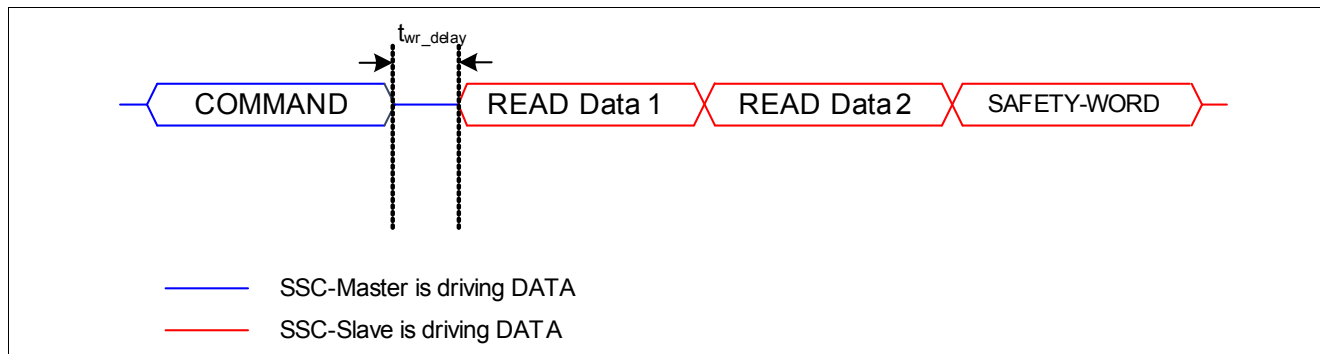 twr_delay
COMMAND
READ Data 1
READ Data 2
SAFETY-WORD
SSC-Master is driving DATA
SSC-Slave is driving DATA